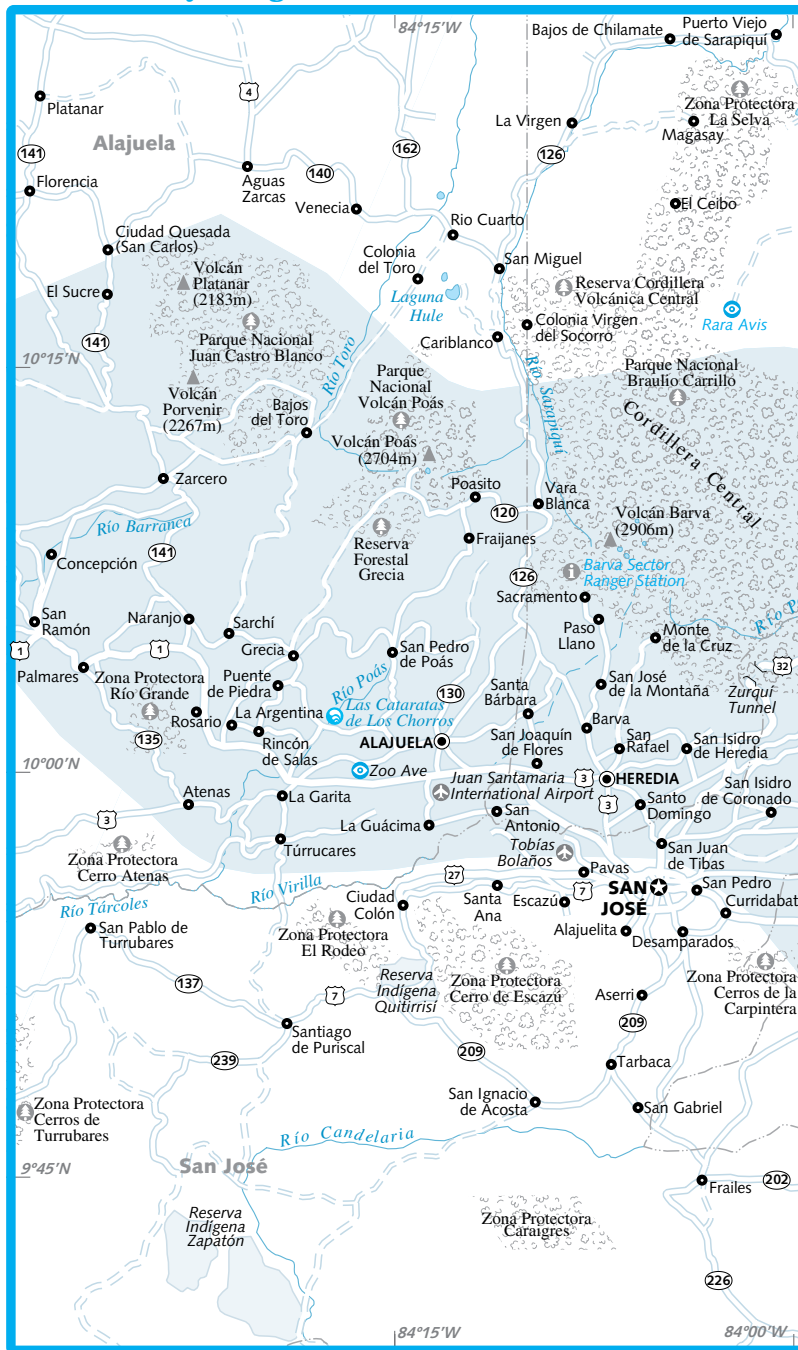 84°15'W
Bajos de Chilamate
Puerto Viejo
de Sarapiquí
4
Platanar
Zona Protectora
La Selva
La Virgen
Magasay
Alajuela
141
162
126
Aguas
Zarcas
140
Florencia
Venecia
El Ceibo
Rio Cuarto
Ciudad Quesada
(San Carlos)
Colonia
del Toro
San Miguel
Volcán
Platanar
(2183m)
El Sucre
Laguna
Hule
Reserva Cordillera
Volcánica Central
Rara Avis
Colonia Virgen
del Socorro
Cariblanco
141
Parque Nacional
Juan Castro Blanco
10°15'N
Río Toro
Río Sarapiquí
Parque
Nacional
Volcán Poás
Parque Nacional
Braulio Carrillo
Volcán
Porvenir
(2267m)
Bajos
del Toro
Cordillera Central
Volcán Poás
(2704m)
Zarcero
Poasito
120
Vara
Blanca
Volcán Barva
(2906m)
Río Barranca
Reserva
Forestal
Grecia
Fraijanes
141
Concepción
126
Barva Sector
Ranger Station
Sacramento
San
Ramón
Naranjo
Sarchí
Paso
Llano
Monte
de la Cruz
Río P
1
1
Grecia
San Pedro
de Poás
32
Palmares
Zona Protectora
Río Grande
Puente
de Piedra
Río Poás
130
Santa
Bárbara
San José
de la Montaña
Zurquí
Tunnel
Rosario
La Argentina
Las Cataratas
de Los Chorros
Barva
135
Rincón
de Salas
ALAJUELA
San Joaquín
de Flores
San
Rafael
San Isidro
de Heredia
10°00'N
Zoo Ave
Juan Santamaría
International Airport
3
HEREDIA
San Isidro
de Coronado
Atenas
La Garita
3
Santo
Domingo
3
La Guácima
San
Antonio
Túrrucares
Tobías
Bolaños
San Juan
de Tibas
Zona Protectora
Cerro Atenas
Pavas
Río Virilla
27
7
SAN
JOSÉ
San Pedro
Río Tárcoles
Ciudad
Colón
Santa
Ana
Escazú
Curridabat
San Pablo de
Turrubares
Zona Protectora
El Rodeo
Alajuelita
Desamparados
137
7
Reserva
Indígena
Quitirrisí
Zona Protectora
Cerro de Escazú
Zona Protectora
Cerros de la
Carpintera
Aserri
Santiago
de Puriscal
209
239
209
Tarbaca
San Ignacio
de Acosta
San Gabriel
Zona Protectora
Cerros de
Turrubares
Río Candelaria
9°45'N
San José
Frailes
202
Reserva
Indígena
Zapatón
Zona Protectora
Caraigres
226
84°15'W
84°00'W